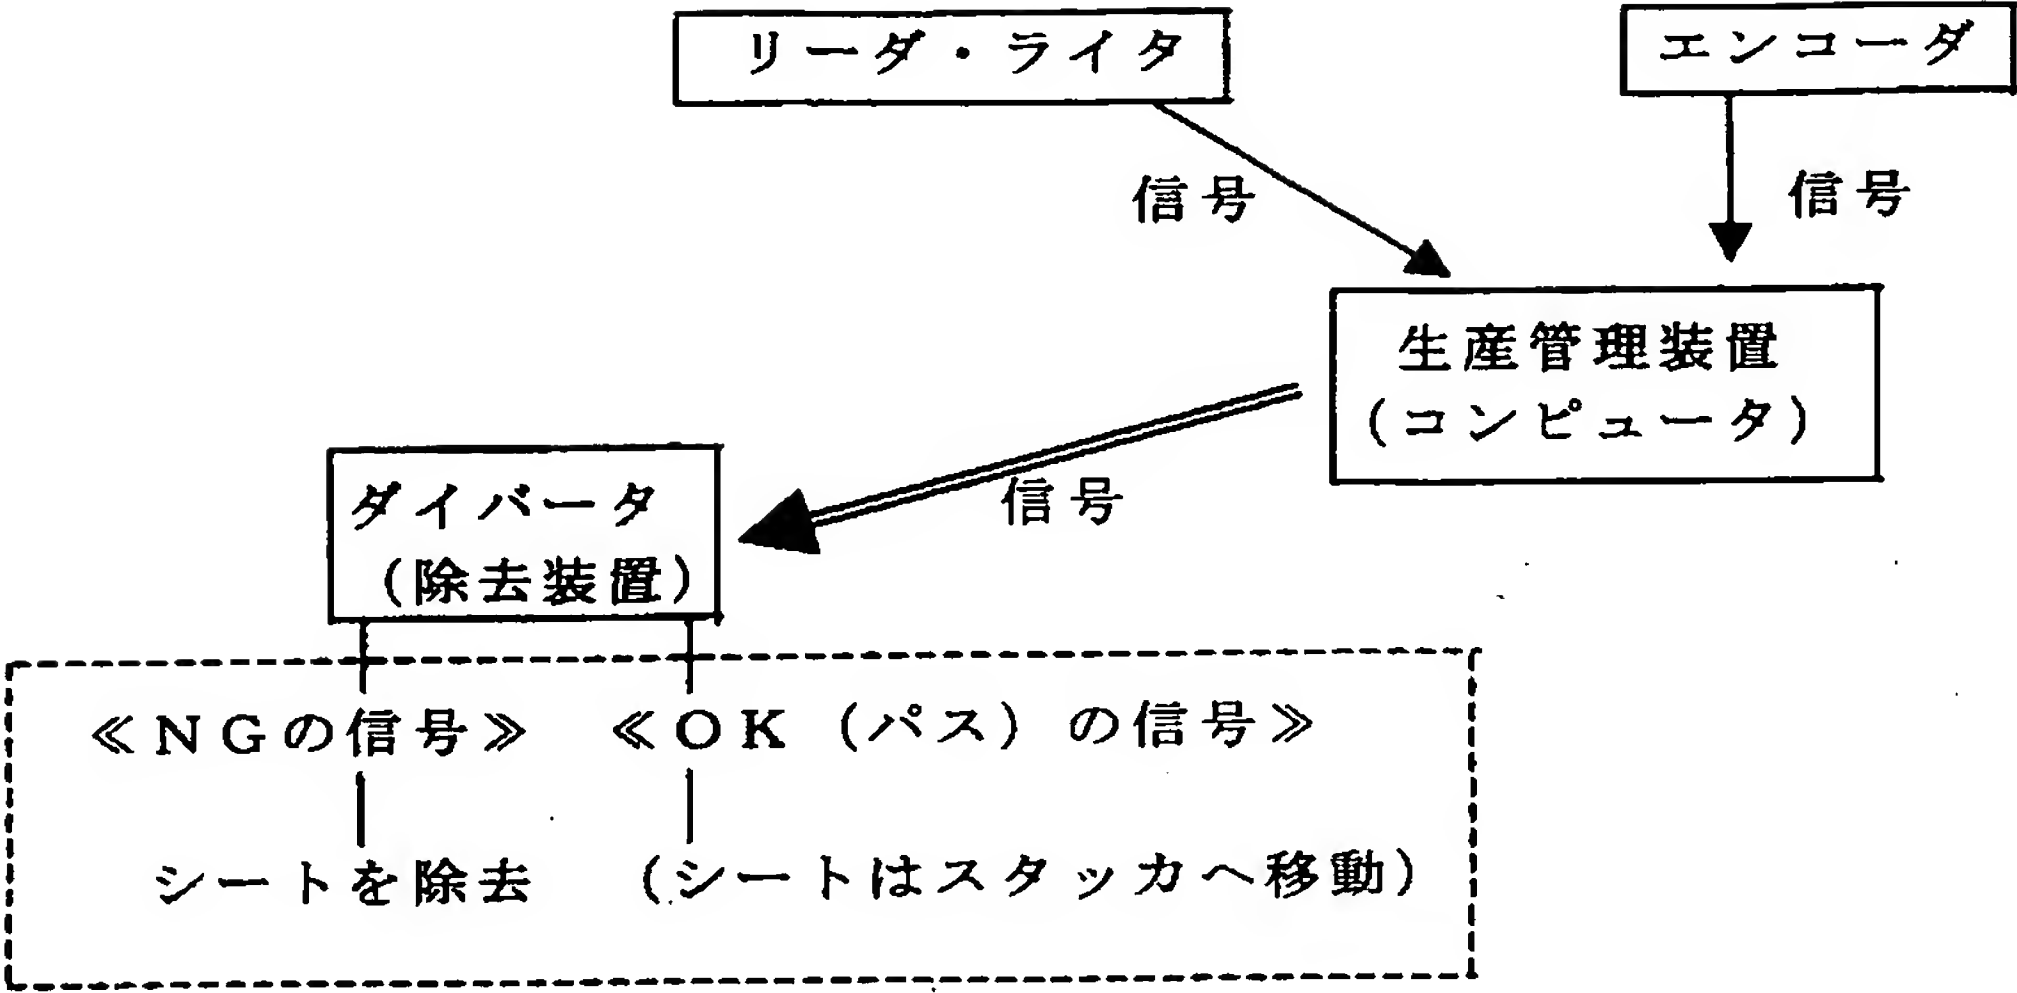 リーダ・ライタ
エンコーダ
信号
信号
生産管理装置
(コンピュータ)
信号
ダイバータ
(除去装置)
≪NGの信号≫ ≪OK(パス)の信号≫
シートを除去 (シートはスタッカへ移動)